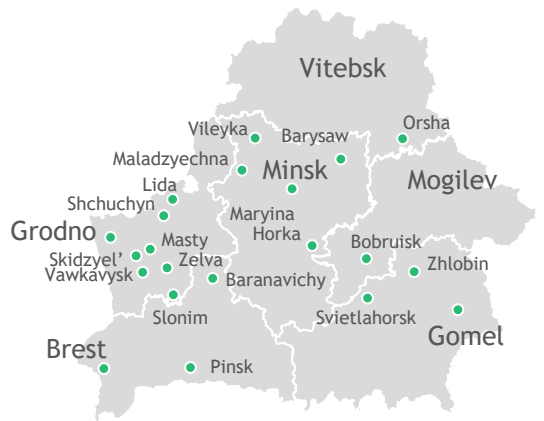 Vitebsk
Orsha
Vileyka
Barysaw
Maladzyechna
Minsk
Mogilev
Lida
Shchuchyn
Maryina
Horka
Grodno
Masty
Bobruisk
Skidzyel’
Zelva
Zhlobin
Vawkavysk
Baranavichy
Slonim
Svietlahorsk
Gomel
Brest
Pinsk